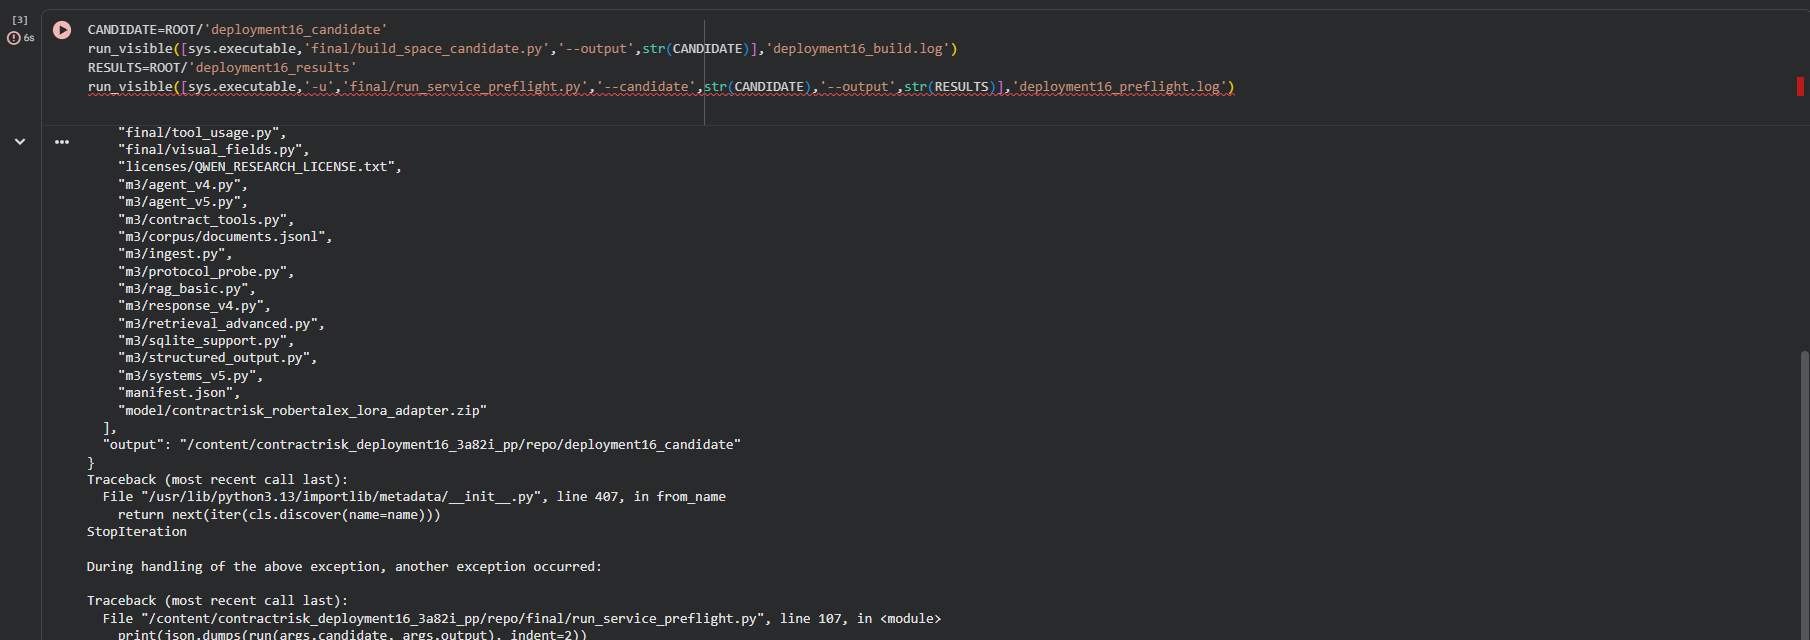 [3]
6s
CANDIDATE=ROOT/'deployment16_candidate'
run_visible([sys.executable,'final/build_space_candidate.py','--output',str(CANDIDATE)],'deployment16_build.log')
RESULTS=ROOT/'deployment16_results'
run_visible([sys.executable,'-u','final/run_service_preflight.py','--candidate',str(CANDIDATE),'--output',str(RESULTS)],'deployment16_preflight.log')
"final/tool_usage.py",
"final/visual_fields.py",
"licenses/QWEN_RESEARCH_LICENSE.txt",
"m3/agent_v4.py",
"m3/agent_v5.py",
"m3/contract_tools.py",
"m3/corpus/documents.jsonl",
"m3/ingest.py",
"m3/protocol_probe.py",
"m3/rag_basic.py",
"m3/response_v4.py",
"m3/retrieval_advanced.py",
"m3/sqlite_support.py",
"m3/structured_output.py",
"m3/systems_v5.py",
"manifest.json",
"model/contractrisk_robertalex_lora_adapter.zip"
],
"output": "/content/contractrisk_deployment16_3a82i_pp/repo/deployment16_candidate"
}
Traceback (most recent call last):
File "/usr/lib/python3.13/importlib/metadata/__init__.py", line 407, in from_name
return next(iter(cls.discover(name=name)))
StopIteration
During handling of the above exception, another exception occurred:
Traceback (most recent call last):
File "/content/contractrisk_deployment16_3a82i_pp/repo/final/run_service_preflight.py", line 107, in <module>
print(json.dumps(run(args.candidate, args.output), indent=2))